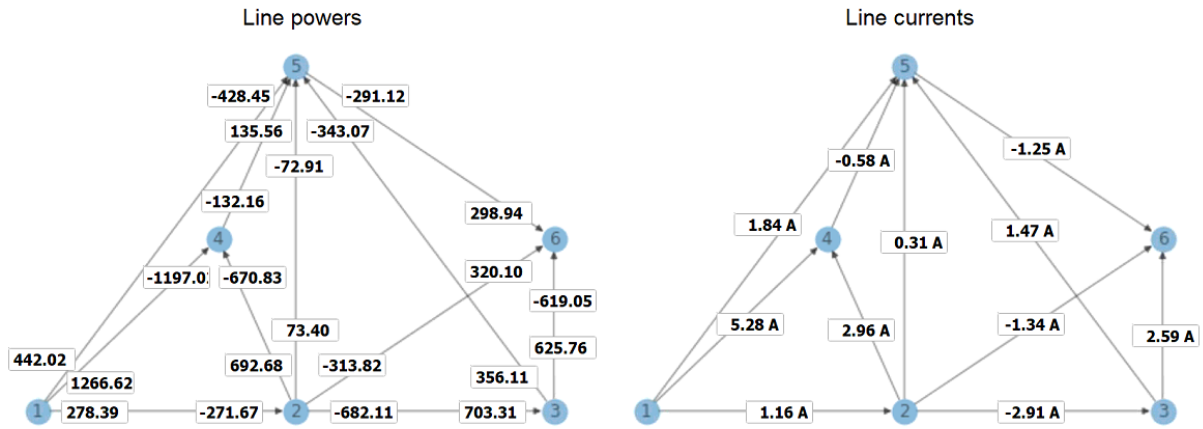 Line powers
Line currents
5
5
-428.45
-291.12
135.56
-343.07
-1.25 A
-72.91
-0.58 A
-132.16
298.94
1.84 A
1.47 A
4
6
4
0.31 A
6
-1197.0
-670.83
320.10
-619.05
73.40
5.28 A
2.96 A
-1.34 A
2.59 A
625.76
442.02
692.68
-313.82
1266.62
356.11
1
278.39
-271.67
2
-682.11
703.31
3
1
1.16 A
2
-2.91 A
3